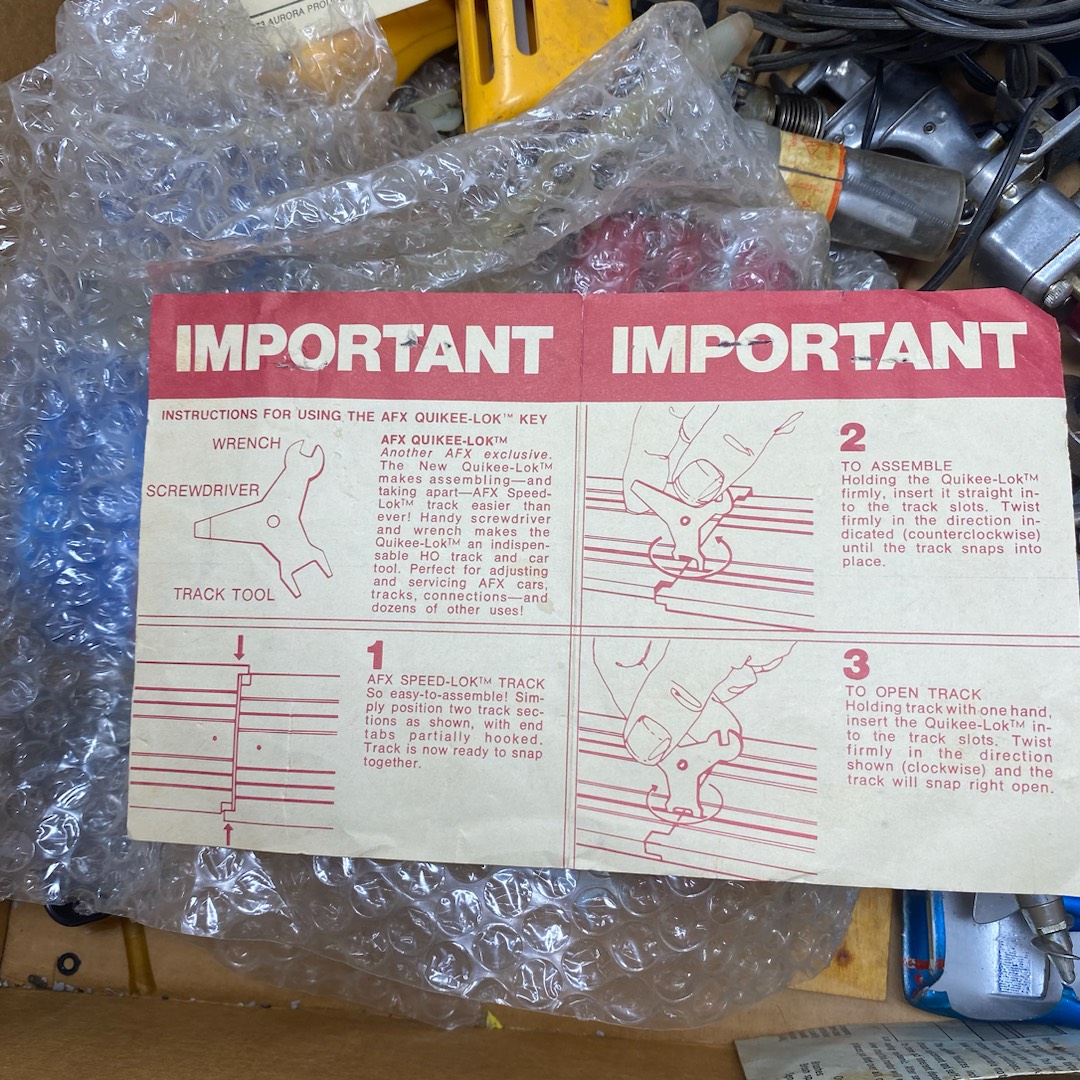 73 AURORA PRO
IMPORTANT
INSTRUCTIONS FOR USING THE AFX QUIKEE-LOK™ KEY
WRENCH
SCREWDRIVER
TRACK TOOL
AFX QUIKEE-LOK™
Another AFX exclusive.
The New Quikee-Lok™
makes assembling—and
taking apart—AFX Speed-
Lok™ track easier than
ever! Handy screwdriver
and wrench makes the
Quikee-Lok™ an indispen-
sable HO track and car
tool. Perfect for adjusting
and servicing AFX cars,
tracks, connections—and
dozens of other uses!
1
AFX SPEED-LOK™ TRACK
So easy-to-assemble! Sim-
ply position two track sec-
tions as shown, with end
tabs partially hooked.
Track is now ready to snap
together.
IMPORTANT
2
TO ASSEMBLE
Holding the Quikee-Lok™
firmly, insert it straight in-
to the track slots. Twist
firmly in the direction in-
dicated (counterclockwise)
until the track snaps into
place.
3
TO OPEN TRACK
Holding track with one hand,
insert the Quikee-Lok™ in-
to the track slots. Twist
firmly in the direction
shown (clockwise) and the
track will snap right open.